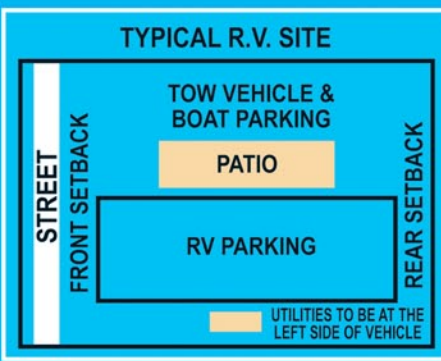 TYPICAL R.V. SITE
TOW VEHICLE &
BOAT PARKING
PATIO
STREET
FRONT SETBACK
RV PARKING
REAR SETBACK
UTILITIES TO BE AT THE
LEFT SIDE OF VEHICLE